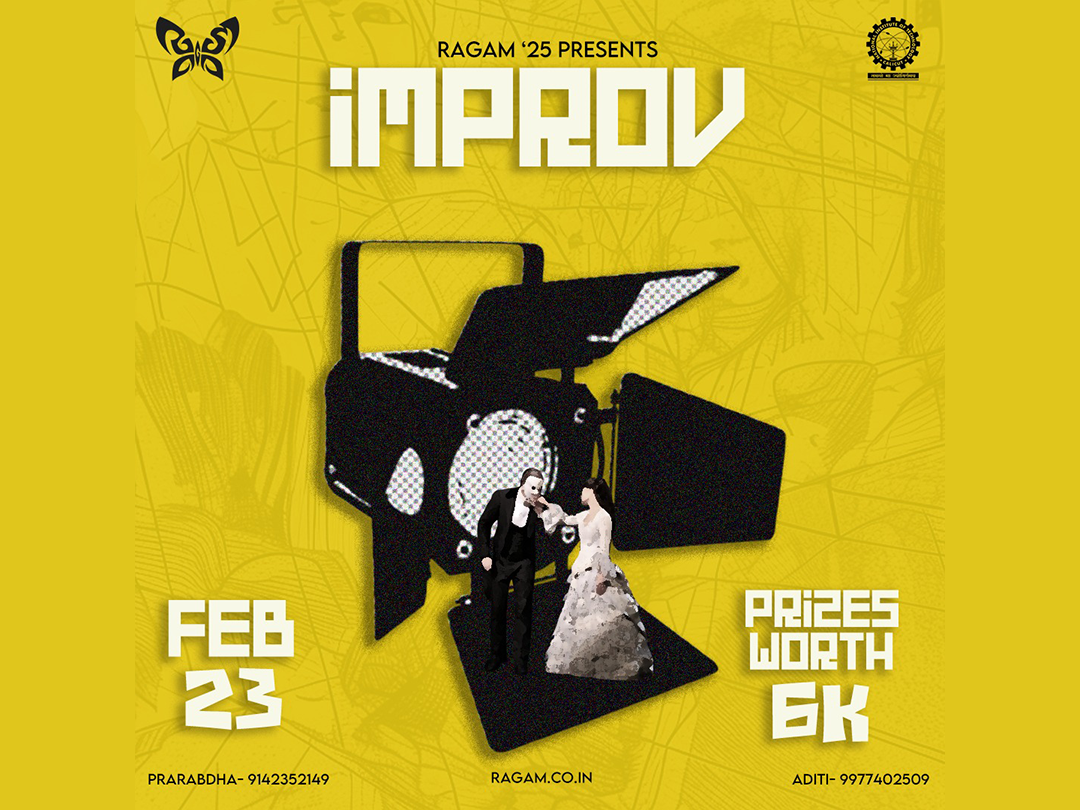 RAGAM ‘25 PRESENTS
iMPROV
FEB
23
PRiZES
WORTH
6K
PRARABDHA- 9142352149
RAGAM.CO.IN
ADITI- 9977402509